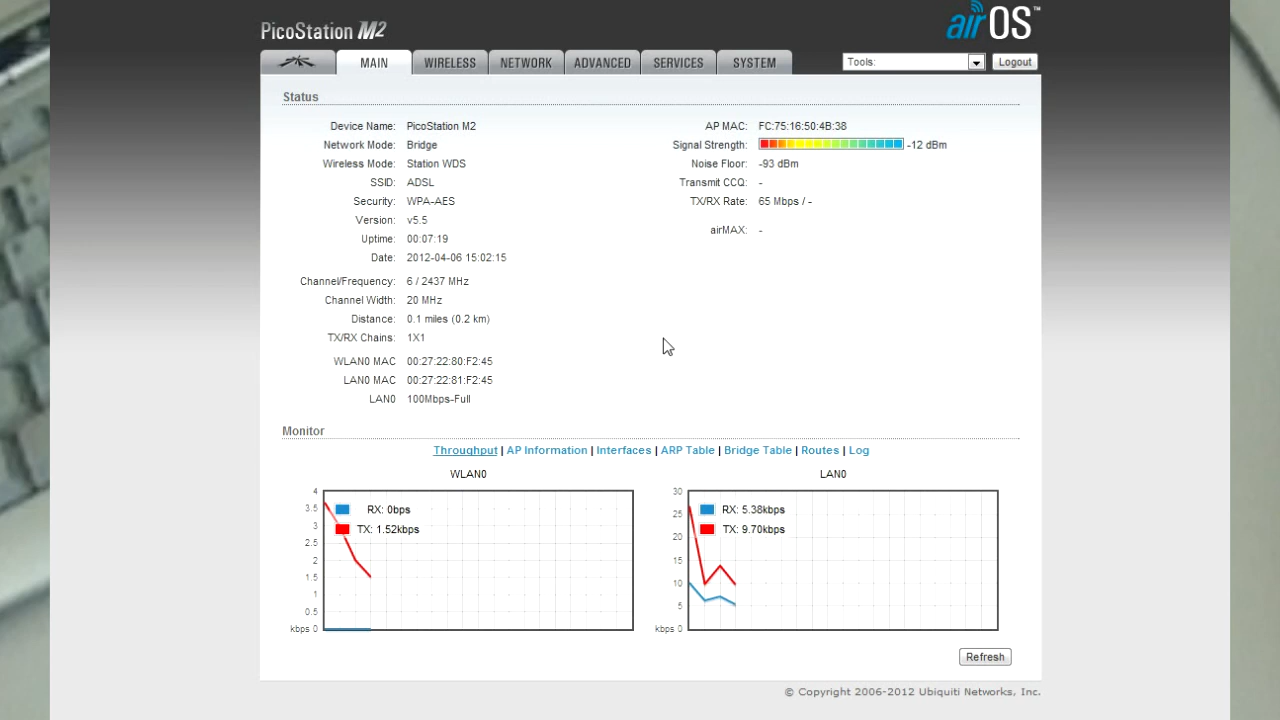 PicoStation M2
airOS™
MAIN WIRELESS NETWORK ADVANCED SERVICES SYSTEM Tools: Logout
Status
Device Name: PicoStation M2
Network Mode: Bridge
Wireless Mode: Station WDS
SSID: ADSL
Security: WPA-AES
Version: v5.5
Uptime: 00:07:19
Date: 2012-04-06 15:02:15
Channel/Frequency: 6 / 2437 MHz
Channel Width: 20 MHz
Distance: 0.1 miles (0.2 km)
TX/RX Chains: 1X1
WLAN0 MAC 00:27:22:80:F2:45
LAN0 MAC 00:27:22:81:F2:45
LAN0 100Mbps-Full
AP MAC: FC:75:16:50:4B:38
Signal Strength: -12 dBm
Noise Floor: -93 dBm
Transmit CCQ: -
TX/RX Rate: 65 Mbps / -
airMAX: -
Monitor
Throughput | AP Information | Interfaces | ARP Table | Bridge Table | Routes | Log
WLAN0
4
3.5
3
2.5
2
1.5
1
0.5
kbps 0
RX: 0bps
TX: 1.52kbps
LAN0
30
25
20
15
10
5
kbps 0
RX: 5.38kbps
TX: 9.70kbps
Refresh
© Copyright 2006-2012 Ubiquiti Networks, Inc.